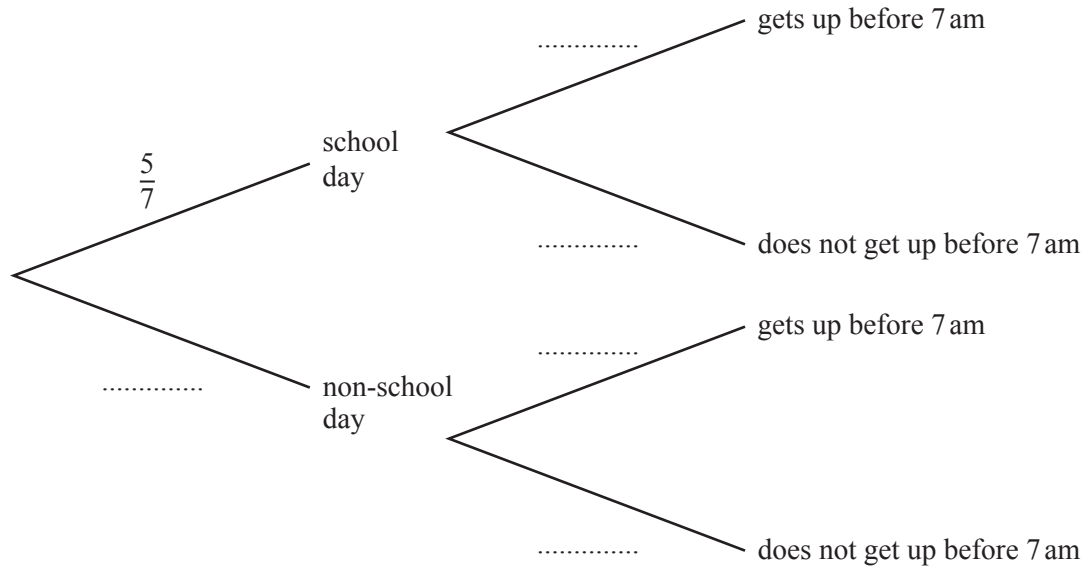 gets up before 7 am
..............
school
day
5/7
..............
does not get up before 7 am
gets up before 7 am
..............
..............
non-school
day
..............
does not get up before 7 am